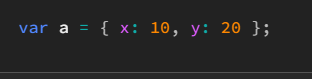 var a = { x: 10, y: 20 };